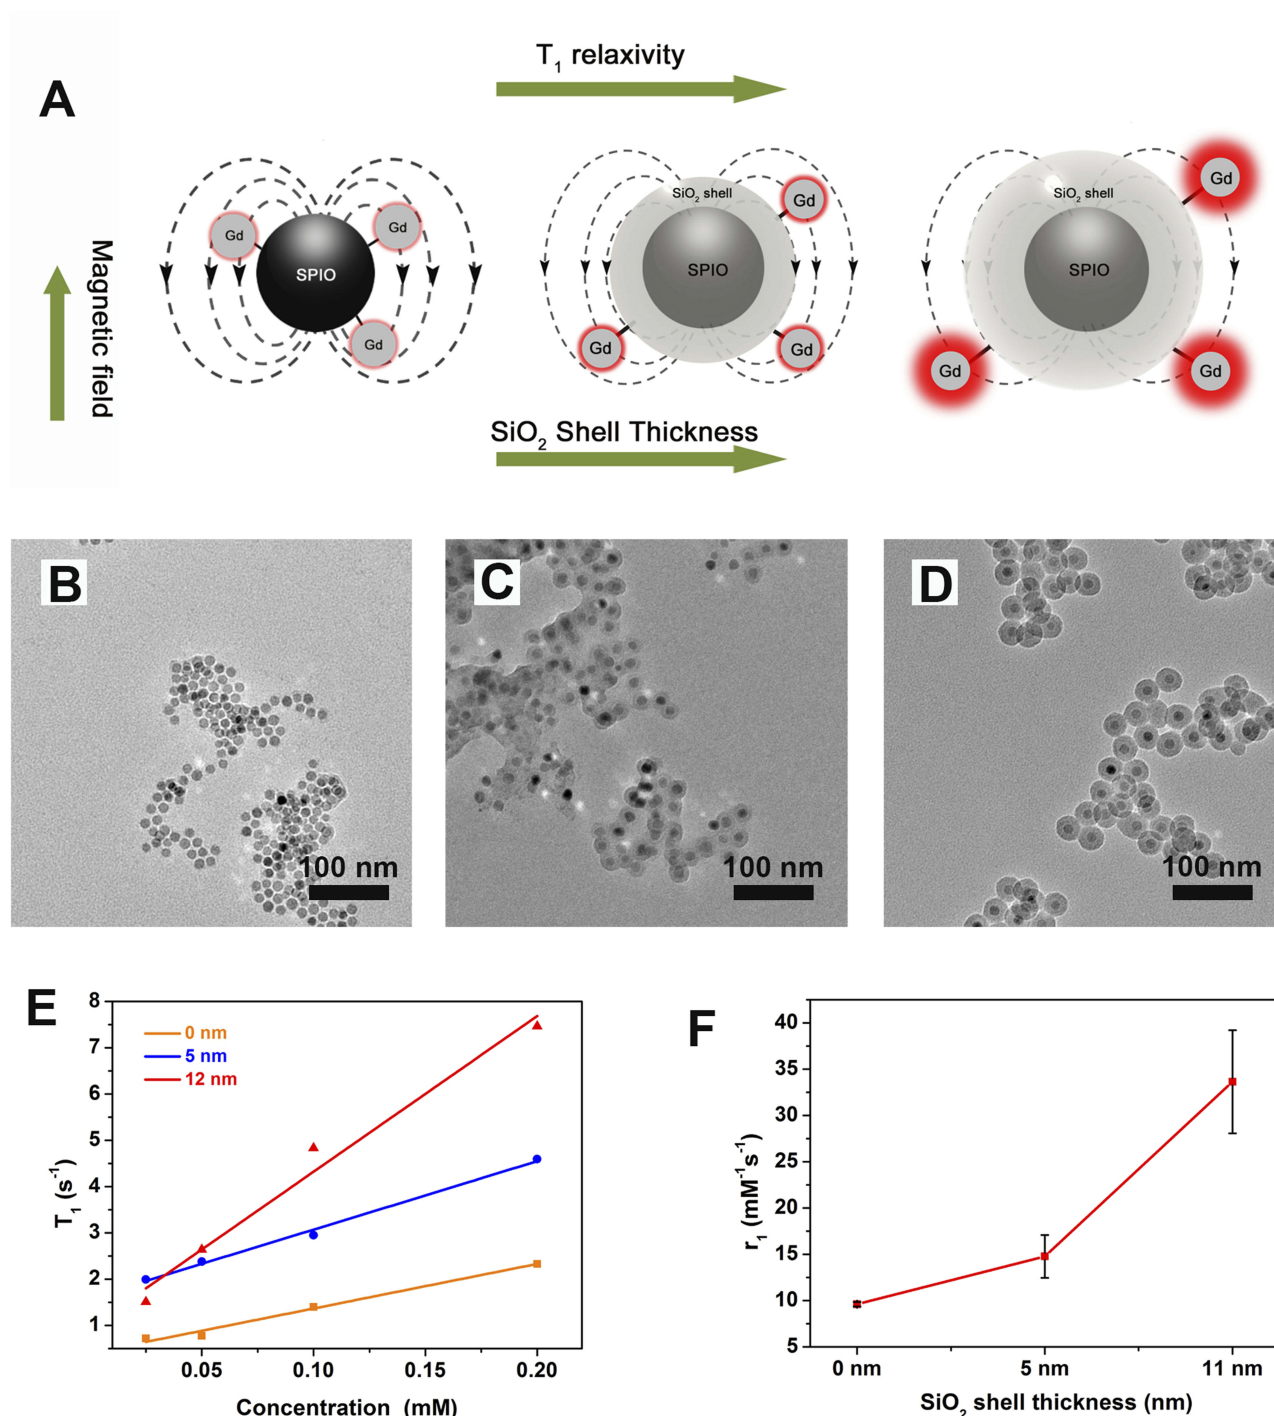 T₁ relaxivity
A
Magnetic field
Gd
Gd
SPIO
Gd
SiO₂ shell
Gd
SPIO
Gd
Gd
SiO₂ shell
Gd
SPIO
Gd
Gd
SiO₂ Shell Thickness
B
100 nm
C
100 nm
D
100 nm
E
8
7
6
5
4
3
2
1
T₁ (s⁻¹)
0 nm
5 nm
12 nm
0.05
0.10
0.15
0.20
Concentration (mM)
F
40
35
30
25
20
15
10
5
r₁ (mM⁻¹s⁻¹)
0 nm
5 nm
11 nm
SiO₂ shell thickness (nm)